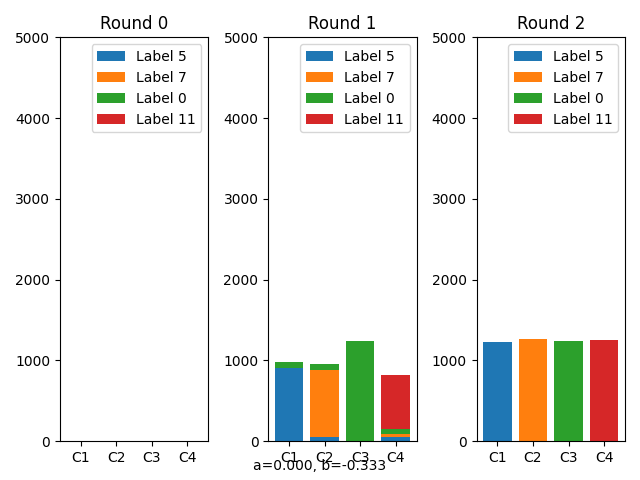 Round 0
5000
4000
3000
2000
1000
0
C1 C2 C3 C4
Label 5
Label 7
Label 0
Label 11
Round 1
5000
4000
3000
2000
1000
0
C1 C2 C3 C4
Label 5
Label 7
Label 0
Label 11
Round 2
5000
4000
3000
2000
1000
0
C1 C2 C3 C4
Label 5
Label 7
Label 0
Label 11
a=0.000, b=-0.333